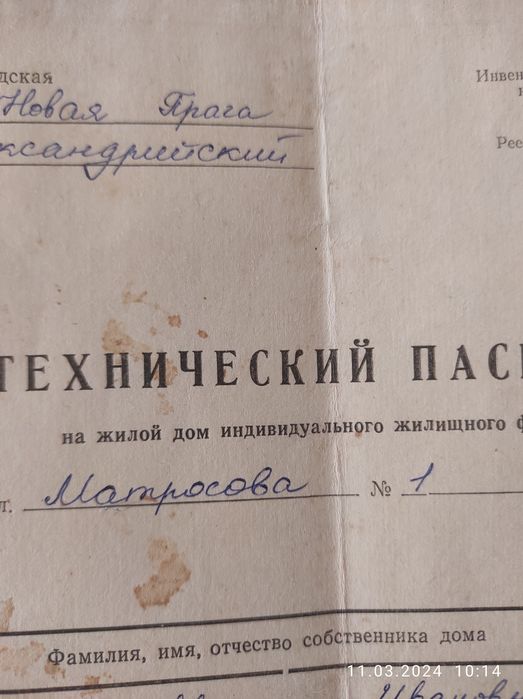 дская
Инвен
Новая Прага
Рее
ксандрийский
ТЕХНИЧЕСКИЙ ПАС
на жилой дом индивидуального жилищного ф
л. Матросова № 1
Фамилия, имя, отчество собственника дома
11.03.2024 10:14
Иванов